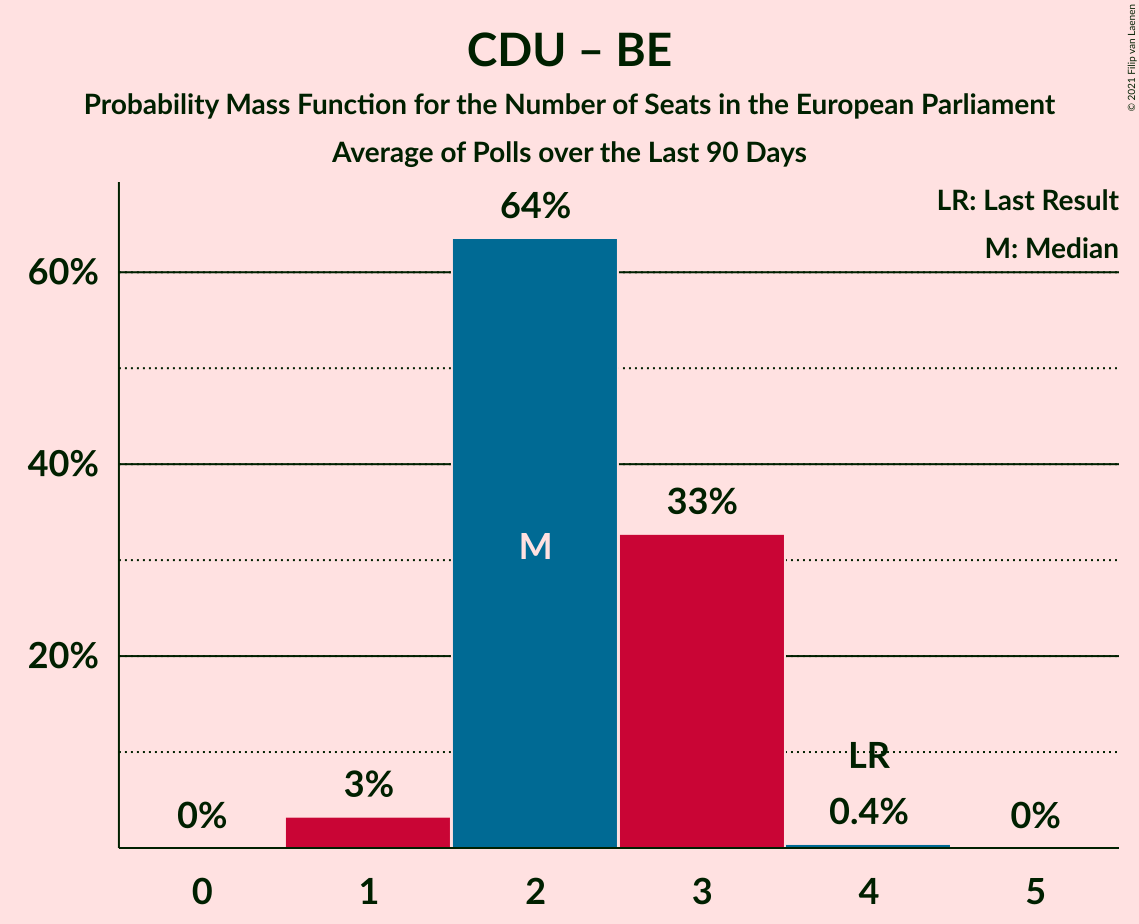 CDU – BE
Probability Mass Function for the Number of Seats in the European Parliament
Average of Polls over the Last 90 Days
© 2021 Filip van Laenen
LR: Last Result
M: Median
60%
40%
20%
0%
3%
64%
M
33%
LR
0.4%
0%
0
1
2
3
4
5